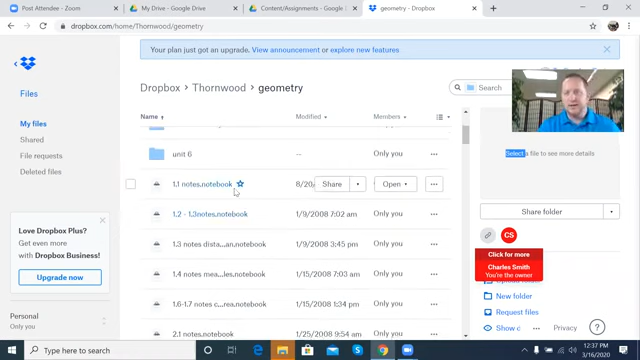 Post Attendee - Zoom
My Drive - Google Drive
Content/Assignments - Google
geometry - Dropbox
dropbox.com/home/Thornwood/geometry
Your plan just got an upgrade. View announcement or explore new features
Files
My files
Shared
File requests
Deleted files
Love Dropbox Plus?
Get even more
with Dropbox Business!
Upgrade now
Personal
Only you
Dropbox > Thornwood > geometry
Search
Name
Modified
Members
unit 6
--
Only you
1.1 notes.notebook
8/20
Share
Open
1.2 - 1.3notes.notebook
1/9/2008 7:02 am
Only you
1.3 notes dista...an.notebook
1/9/2008 3:45 pm
Only you
1.4 notes mea...les.notebook
1/15/2008 7:03 am
Only you
1.6-1.7 notes c...rea.notebook
1/15/2008 1:34 pm
Only you
2.1 notes.notebook
1/25/2008 9:54 am
Only you
Select a file to see more details
Share folder
CS
Click for more
Charles Smith
You're the owner
New folder
Request files
Show
Privacy
Type here to search
12:37 PM
3/16/2020